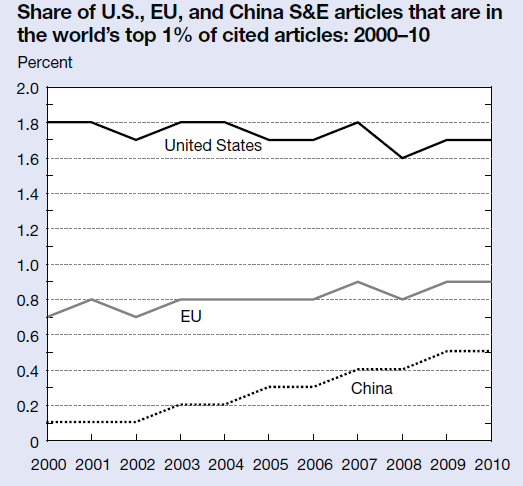 Share of U.S., EU, and China S&E articles that are in
the world's top 1% of cited articles: 2000–10
Percent
2.0
1.8
United States
1.6
1.4
1.2
1.0
0.8
EU
0.6
0.4
China
0.2
0
2000 2001 2002 2003 2004 2005 2006 2007 2008 2009 2010